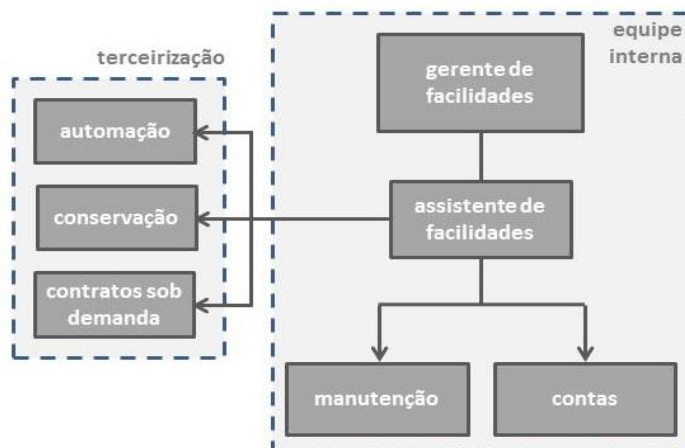 terceirização
automação
conservação
contratos sob
demanda
equipe
interna
gerente de
facilidades
assistente de
facilidades
manutenção
contas